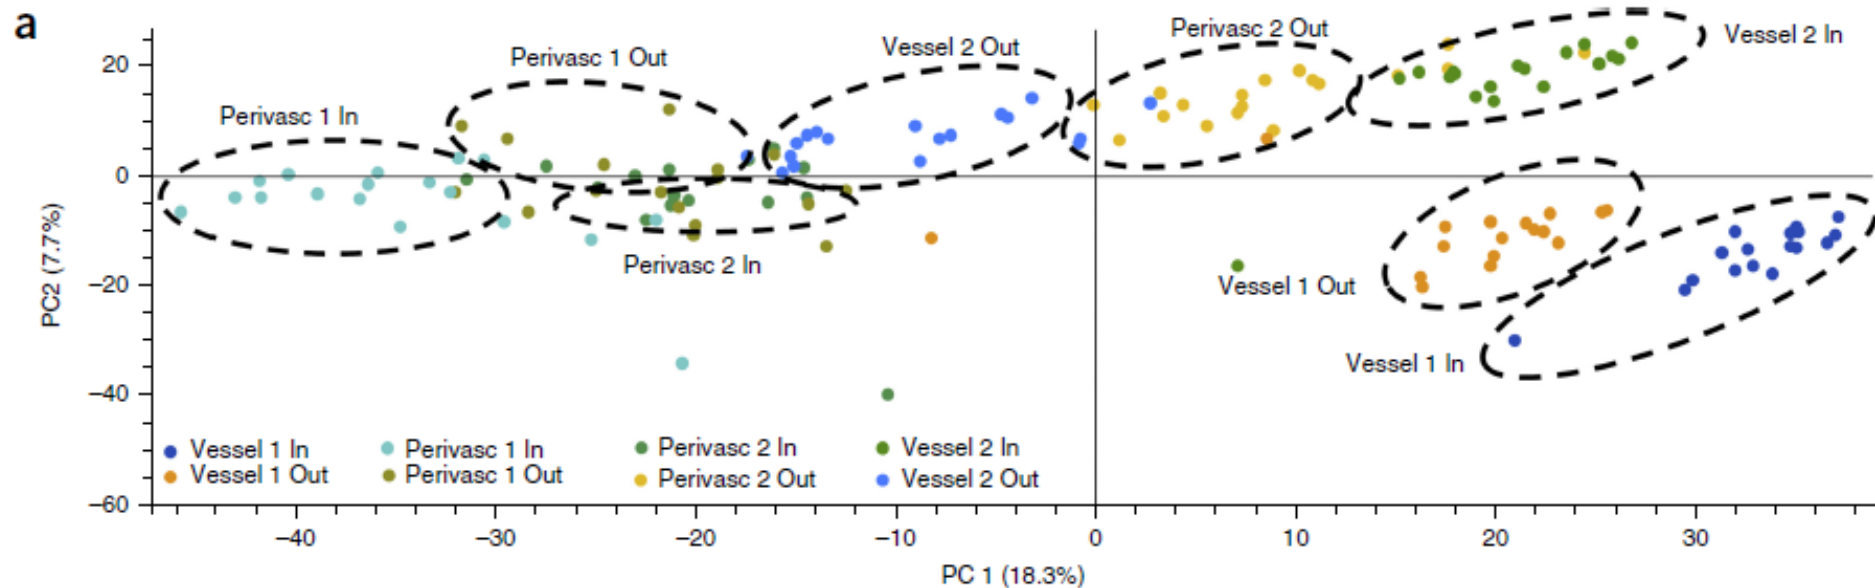 a
Perivasc 2 Out
Vessel 2 In
Vessel 2 Out
Perivasc 1 Out
Perivasc 1 In
Perivasc 2 In
Vessel 1 Out
Vessel 1 In
PC2 (7.7%)
20
0
−20
−40
−60
Vessel 1 In
Perivasc 1 In
Perivasc 2 In
Vessel 2 In
Vessel 1 Out
Perivasc 1 Out
Perivasc 2 Out
Vessel 2 Out
−40
−30
−20
−10
0
10
20
30
PC 1 (18.3%)